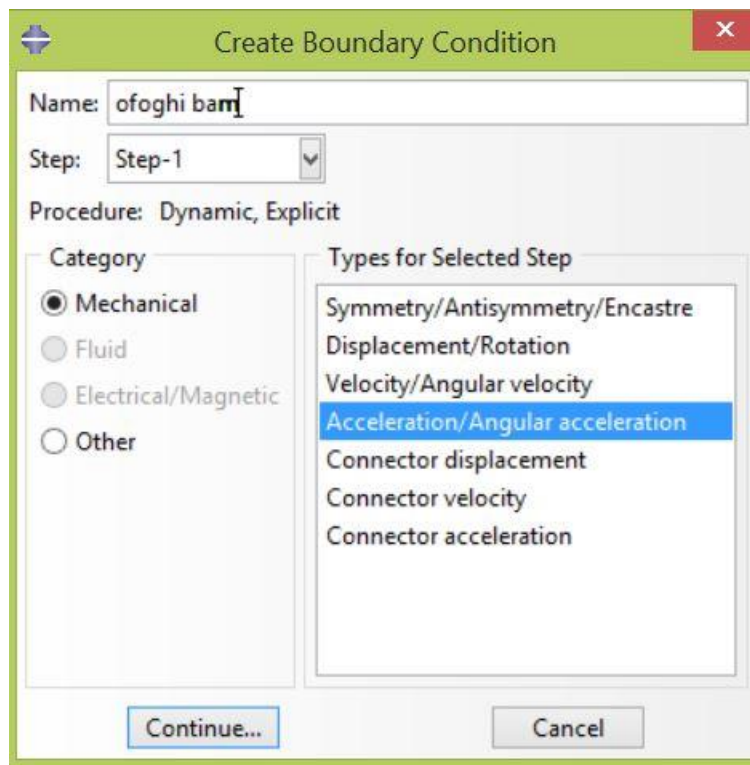 Create Boundary Condition
Name: ofoghi bam
Step: Step-1
Procedure: Dynamic, Explicit
Category
Mechanical
Fluid
Electrical/Magnetic
Other
Types for Selected Step
Symmetry/Antisymmetry/Encastre
Displacement/Rotation
Velocity/Angular velocity
Acceleration/Angular acceleration
Connector displacement
Connector velocity
Connector acceleration
Continue...
Cancel